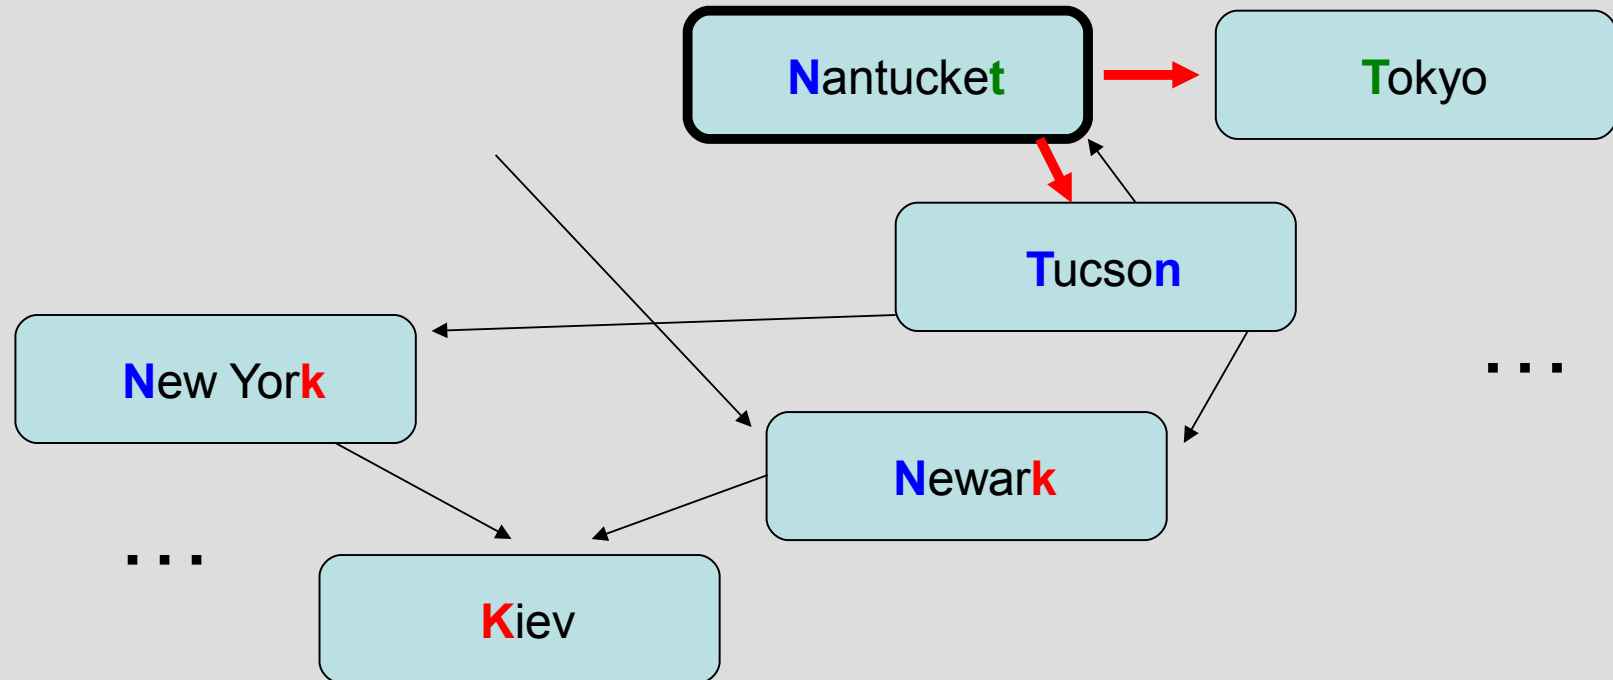 Nantucket
Tokyo
Tucson
New York
...
Newark
...
Kiev